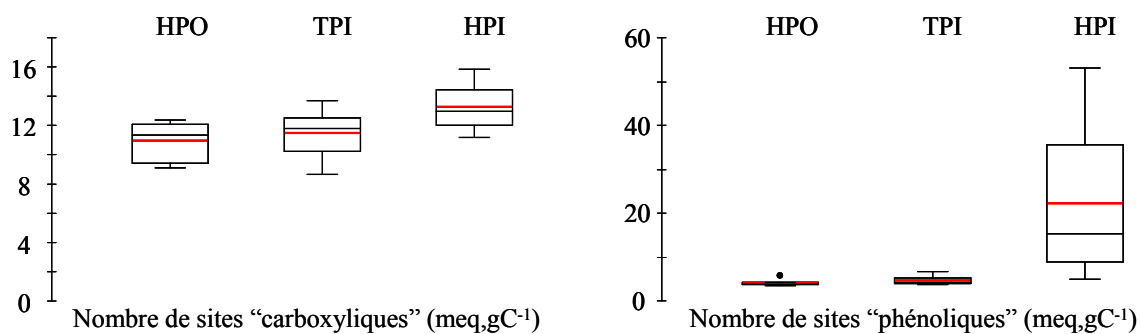 HPO TPI HPI
16
12
8
4
0
Nombre de sites “carboxyliques” (meq,gC-1)
HPO TPI HPI
60
40
20
0
Nombre de sites “phénoliques” (meq,gC-1)